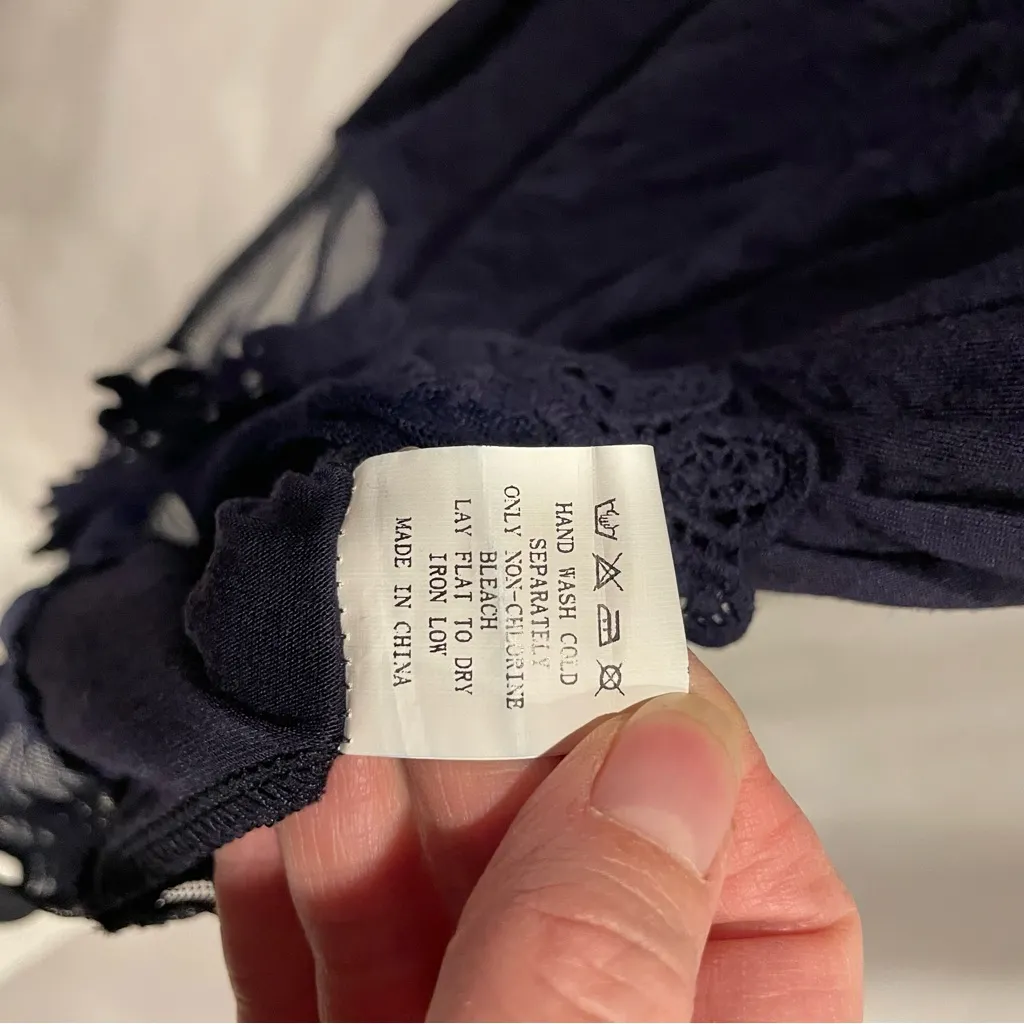 HAND WASH COLD
SEPARATELY
ONLY NON-CHLORINE
BLEACH
LAY FLAT TO DRY
IRON LOW
MADE IN CHINA